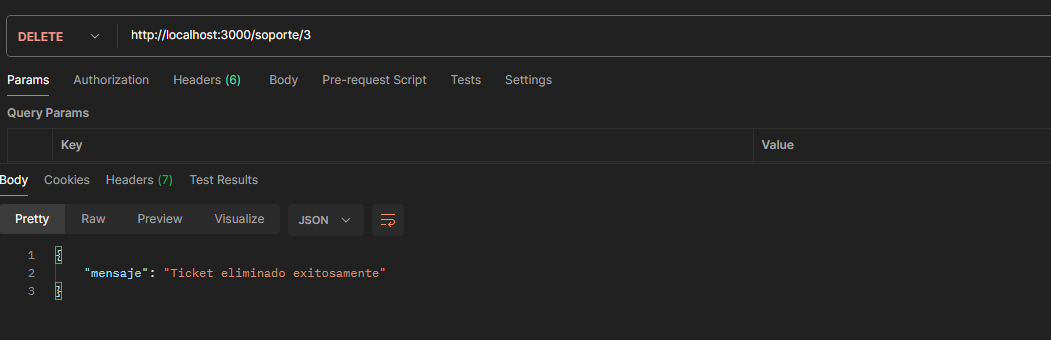 DELETE http://localhost:3000/soporte/3
Params Authorization Headers (6) Body Pre-request Script Tests Settings
Query Params
Key Value
Body Cookies Headers (7) Test Results
Pretty Raw Preview Visualize JSON
1 {
2 "mensaje": "Ticket eliminado exitosamente"
3 }